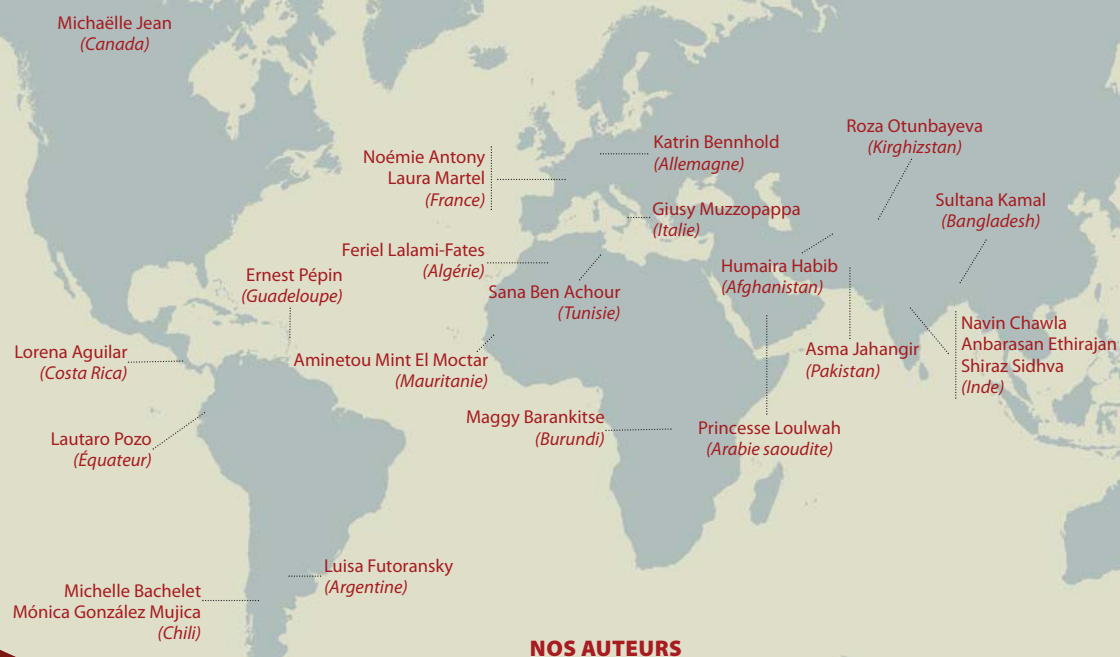 Michaëlle Jean
(Canada)
Roza Otunbayeva
(Kirghizstan)
Katrin Bennhold
(Allemagne)
Noémie Antony
Laura Martel
(France)
Sultana Kamal
(Bangladesh)
Giusy Muzzopappa
(Italie)
Feriel Lalami-Fates
(Algérie)
Humaira Habib
(Afghanistan)
Ernest Pépin
(Guadeloupe)
Sana Ben Achour
(Tunisie)
Navin Chawla
Anbarasan Ethirajan
Shiraz Sidhva
(Inde)
Asma Jahangir
(Pakistan)
Lorena Aguilar
(Costa Rica)
Aminetou Mint El Moctar
(Mauritanie)
Maggy Barankitse
(Burundi)
Princesse Loulwah
(Arabie saoudite)
Lautaro Pozo
(Équateur)
Luisa Futoransky
(Argentine)
Michelle Bachelet
Mónica González Mujica
(Chili)
NOS AUTEURS